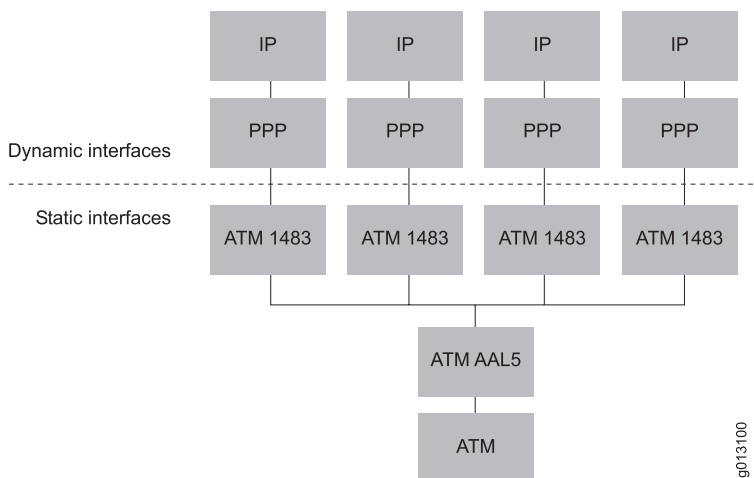 IP IP IP IP
PPP PPP PPP PPP
Dynamic interfaces
Static interfaces
ATM 1483 ATM 1483 ATM 1483 ATM 1483
ATM AAL5
ATM
g013100